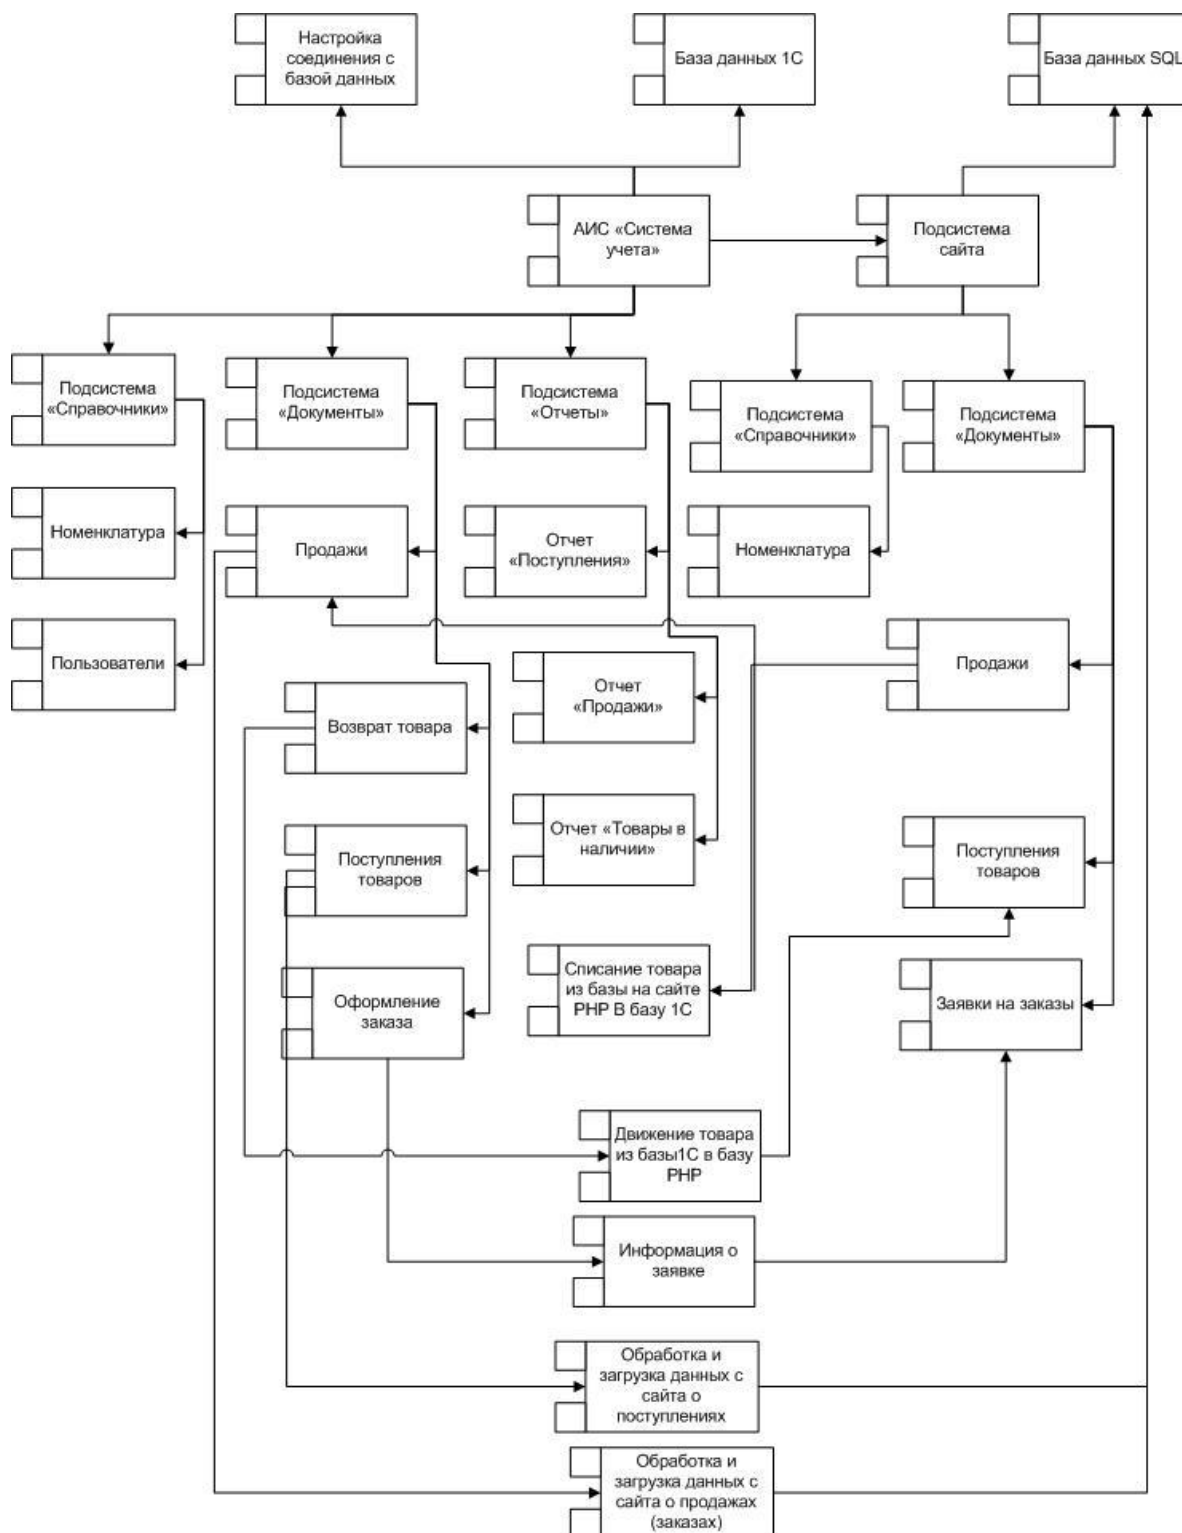 Настройка
соединения с
базой данных
База данных 1С
База данных SQL
АИС «Система
учета»
Подсистема
сайта
Подсистема
«Справочники»
Подсистема
«Документы»
Подсистема
«Отчеты»
Подсистема
«Справочники»
Подсистема
«Документы»
Номенклатура
Продажи
Отчет
«Поступления»
Номенклатура
Пользователи
Продажи
Отчет
«Продажи»
Возврат товара
Отчет «Товары в
наличии»
Поступления
товаров
Поступления
товаров
Списание товара
из базы на сайте
PHP В базу 1С
Оформление
заказа
Заявки на заказы
Движение товара
из базы1С в базу
PHP
Информация о
заявке
Обработка и
загрузка данных с
сайта о
поступлениях
Обработка и
загрузка данных с
сайта о продажах
(заказах)